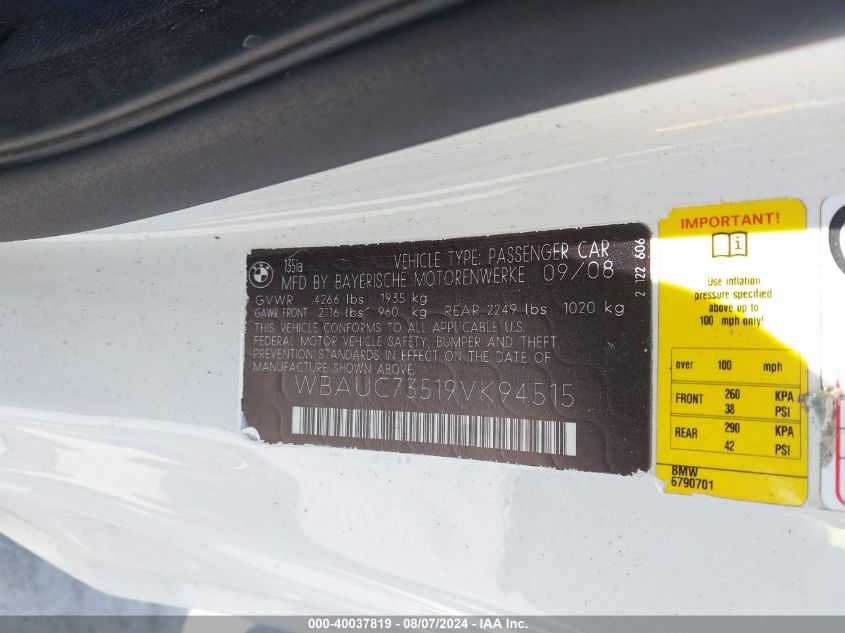 BMW
135ia VEHICLE TYPE: PASSENGER CAR
MFD BY BAYERISCHE MOTORENWERKE 09/08
GVWR 4266 lbs 1935 kg
GAWR FRONT 2116 lbs 960 kg REAR 2249 lbs 1020 kg
THIS VEHICLE CONFORMS TO ALL APPLICABLE U.S.
FEDERAL MOTOR VEHICLE SAFETY, BUMPER AND THEFT
PREVENTION STANDARDS IN EFFECT ON THE DATE OF
MANUFACTURE SHOWN ABOVE.
WBAUC73519VK94515
2 122 606
IMPORTANT!
Use inflation
pressure specified
above up to
100 mph only!
over 100 mph
FRONT 260 KPA
38 PSI
REAR 290 KPA
42 PSI
BMW
6790701
000-40037819 - 08/07/2024 - IAA Inc.